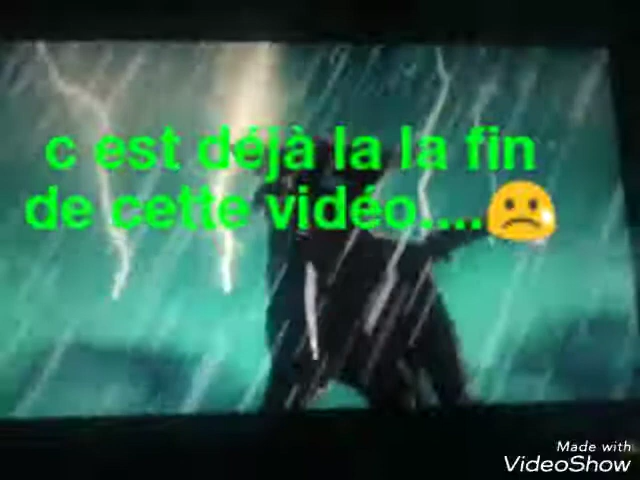 c est déjà la la fin
de cette vidéo....☹
Made with
VideoShow